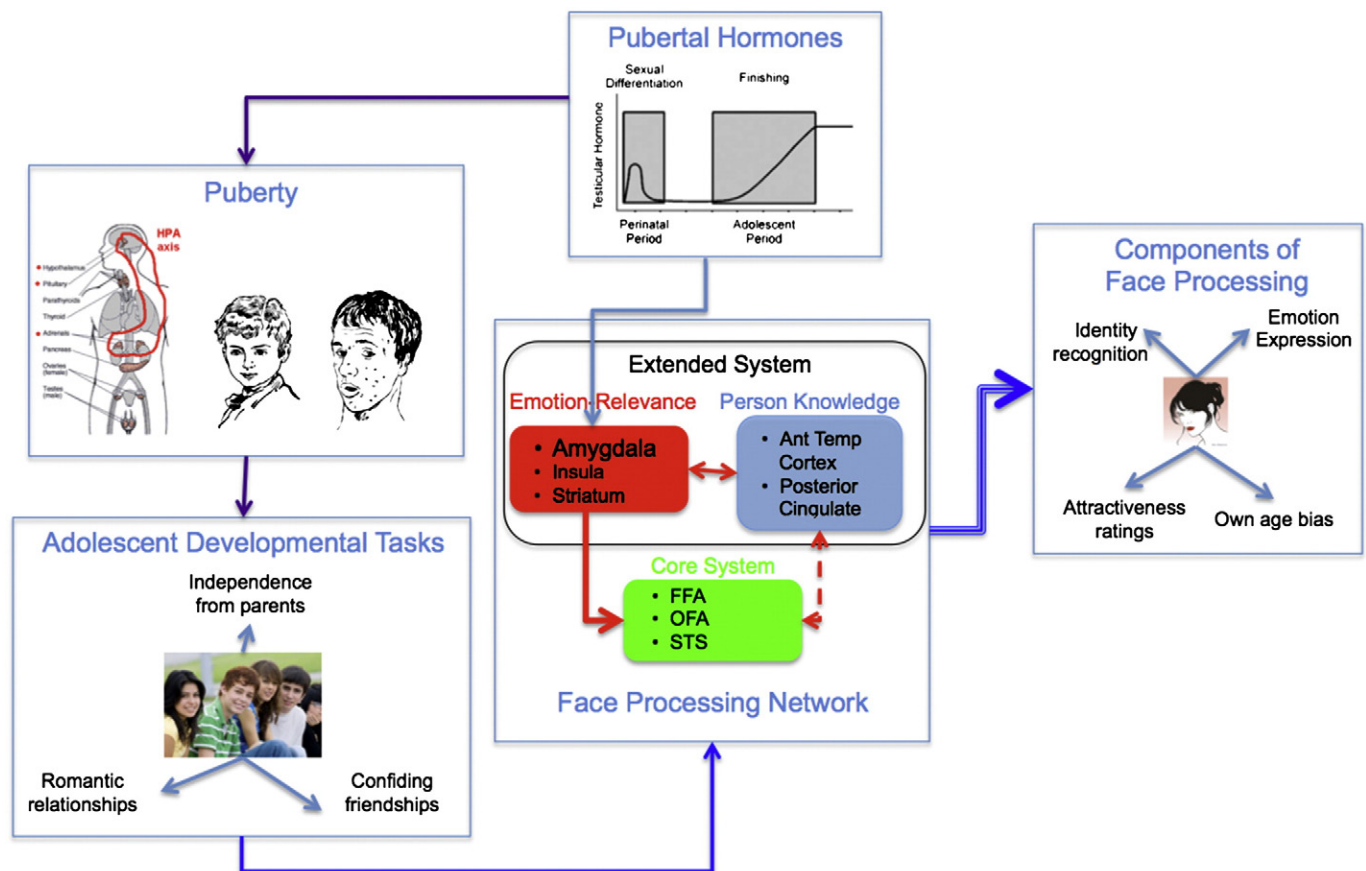 Pubertal Hormones
Sexual
Differentiation
Finishing
Testicular Hormone
Perinatal
Period
Adolescent
Period
Puberty
HPA
axis
Hypothalamus
Pituitary
Parathyroids
Thyroid
Adrenals
Pancreas
Ovaries
(female)
Testes
(male)
Adolescent Developmental Tasks
Independence
from parents
Romantic
relationships
Confiding
friendships
Extended System
Emotion-Relevance
• Amygdala
• Insula
• Striatum
Person Knowledge
• Ant Temp
Cortex
• Posterior
Cingulate
Core System
• FFA
• OFA
• STS
Face Processing Network
Components of
Face Processing
Identity
recognition
Emotion
Expression
Attractiveness
ratings
Own age bias